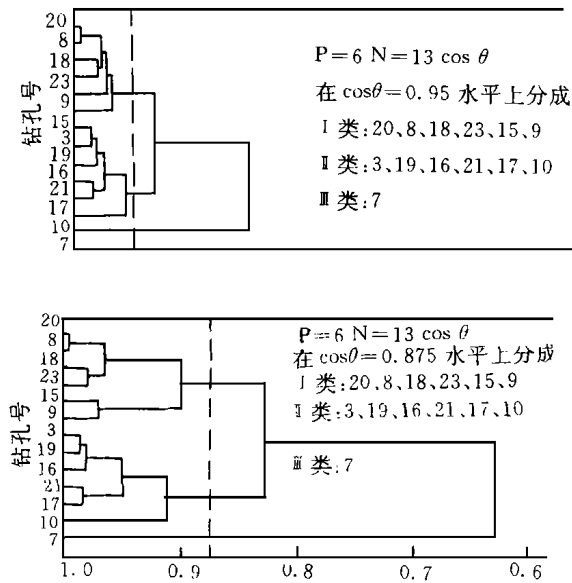 20
8
18
23
9
15
3
19
16
21
17
10
7
钻孔号
P=6 N=13 cos θ
在cosθ=0.95 水平上分成
Ⅰ类:20,8,18,23,15,9
Ⅱ类:3,19,16,21,17,10
Ⅲ类:7
20
8
18
23
15
9
3
19
16
21
17
10
7
钻孔号
P=6 N=13 cos θ
在cosθ=0.875 水平上分成
Ⅰ类:20,8、18、23、15、9
Ⅱ类:3、19、16、21、17、10
Ⅲ类:7
1.0 0.9 0.8 0.7 0.6